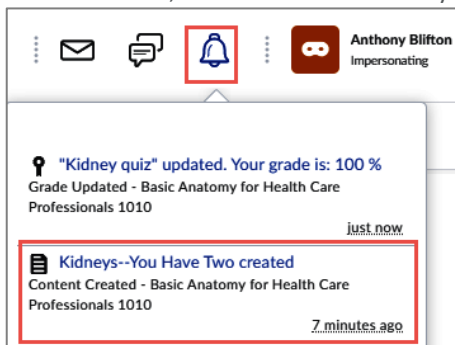 Anthony Blifton
Impersonating
"Kidney quiz" updated. Your grade is: 100 %
Grade Updated - Basic Anatomy for Health Care
Professionals 1010
just now
Kidneys--You Have Two created
Content Created - Basic Anatomy for Health Care
Professionals 1010
7 minutes ago